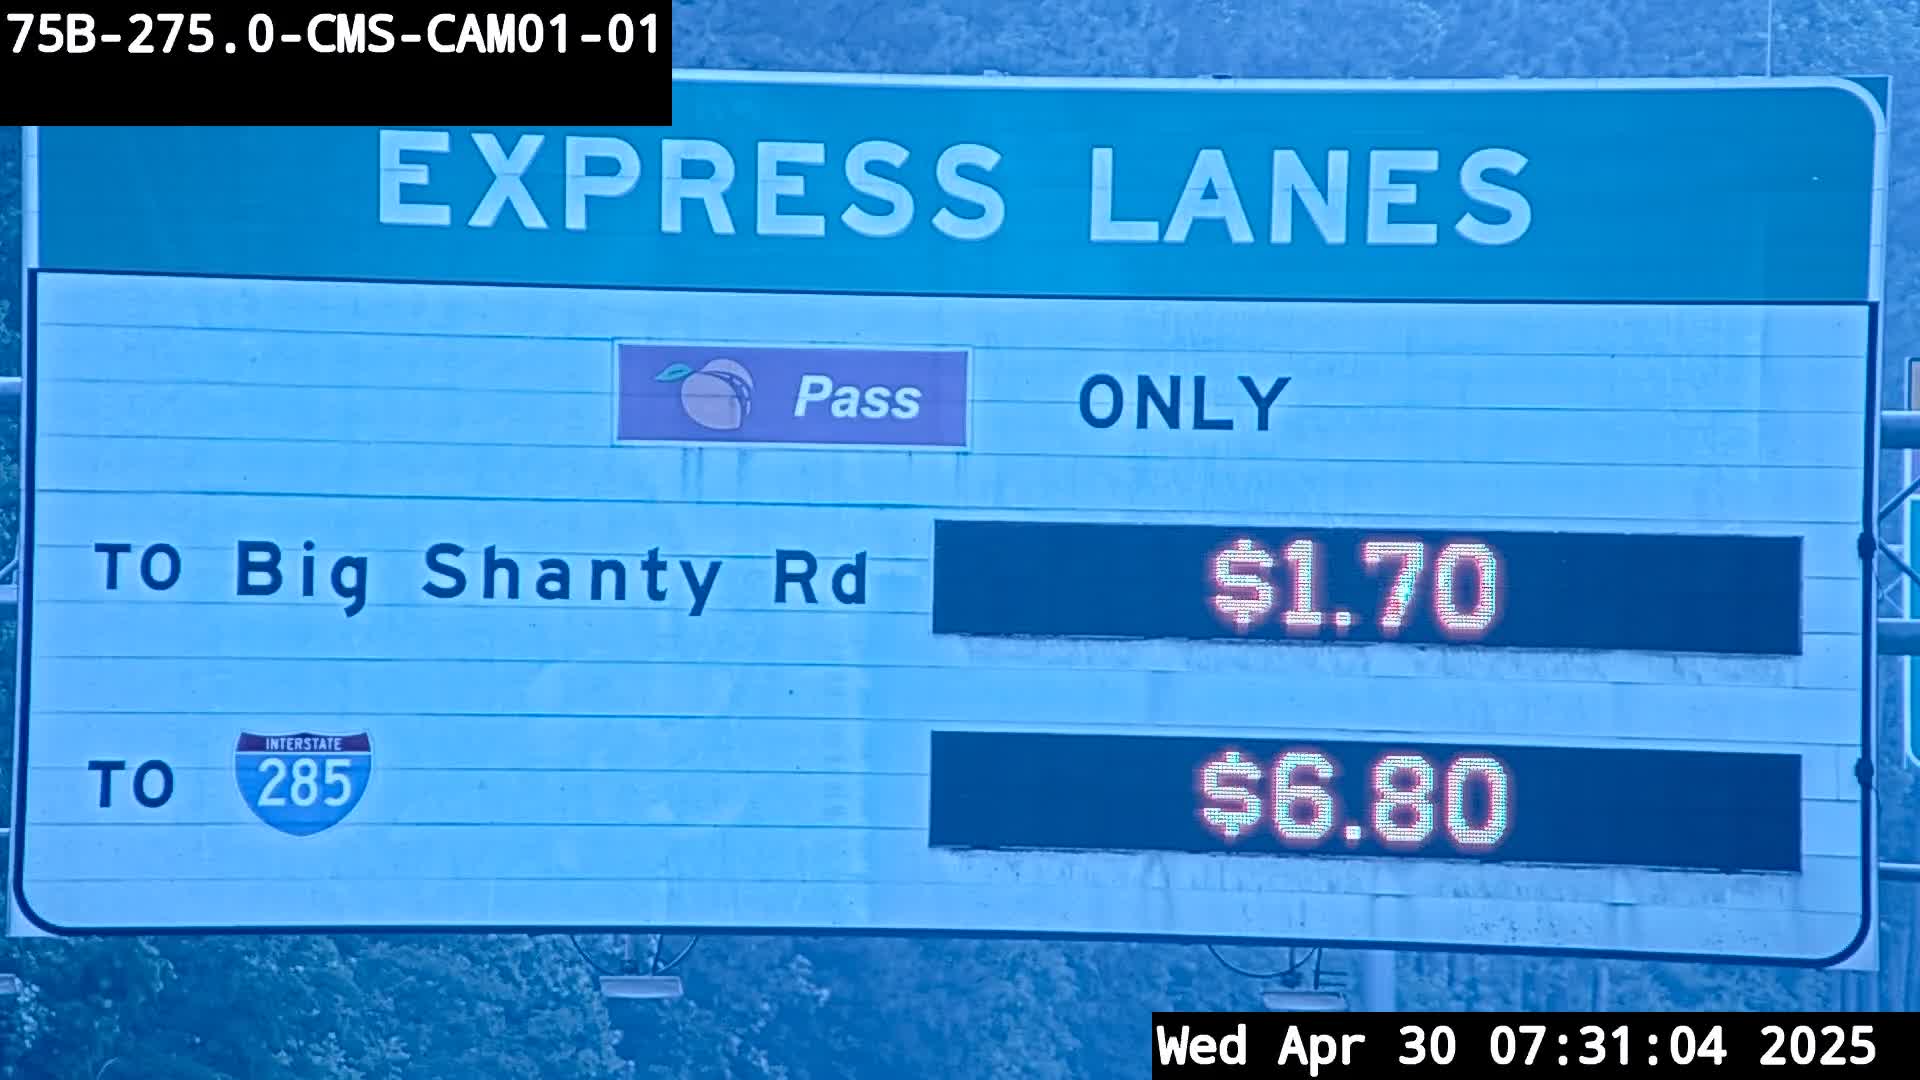 75B-275.0-CMS-CAM01-01
EXPRESS LANES
Pass ONLY
TO Big Shanty Rd $1.70
INTERSTATE
TO 285 $6.80
Wed Apr 30 07:31:04 2025